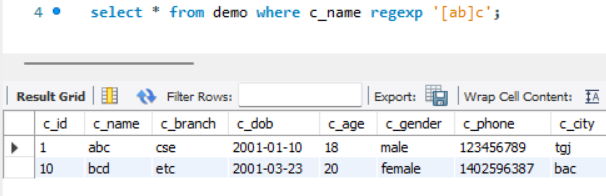 4 select * from demo where c_name regexp '[ab]c';
Result Grid Filter Rows: Export: Wrap Cell Content: IA
c_id c_name c_branch c_dob c_age c_gender c_phone c_city
1 abc cse 2001-01-10 18 male 123456789 tgj
10 bcd etc 2001-03-23 20 female 1402596387 bac